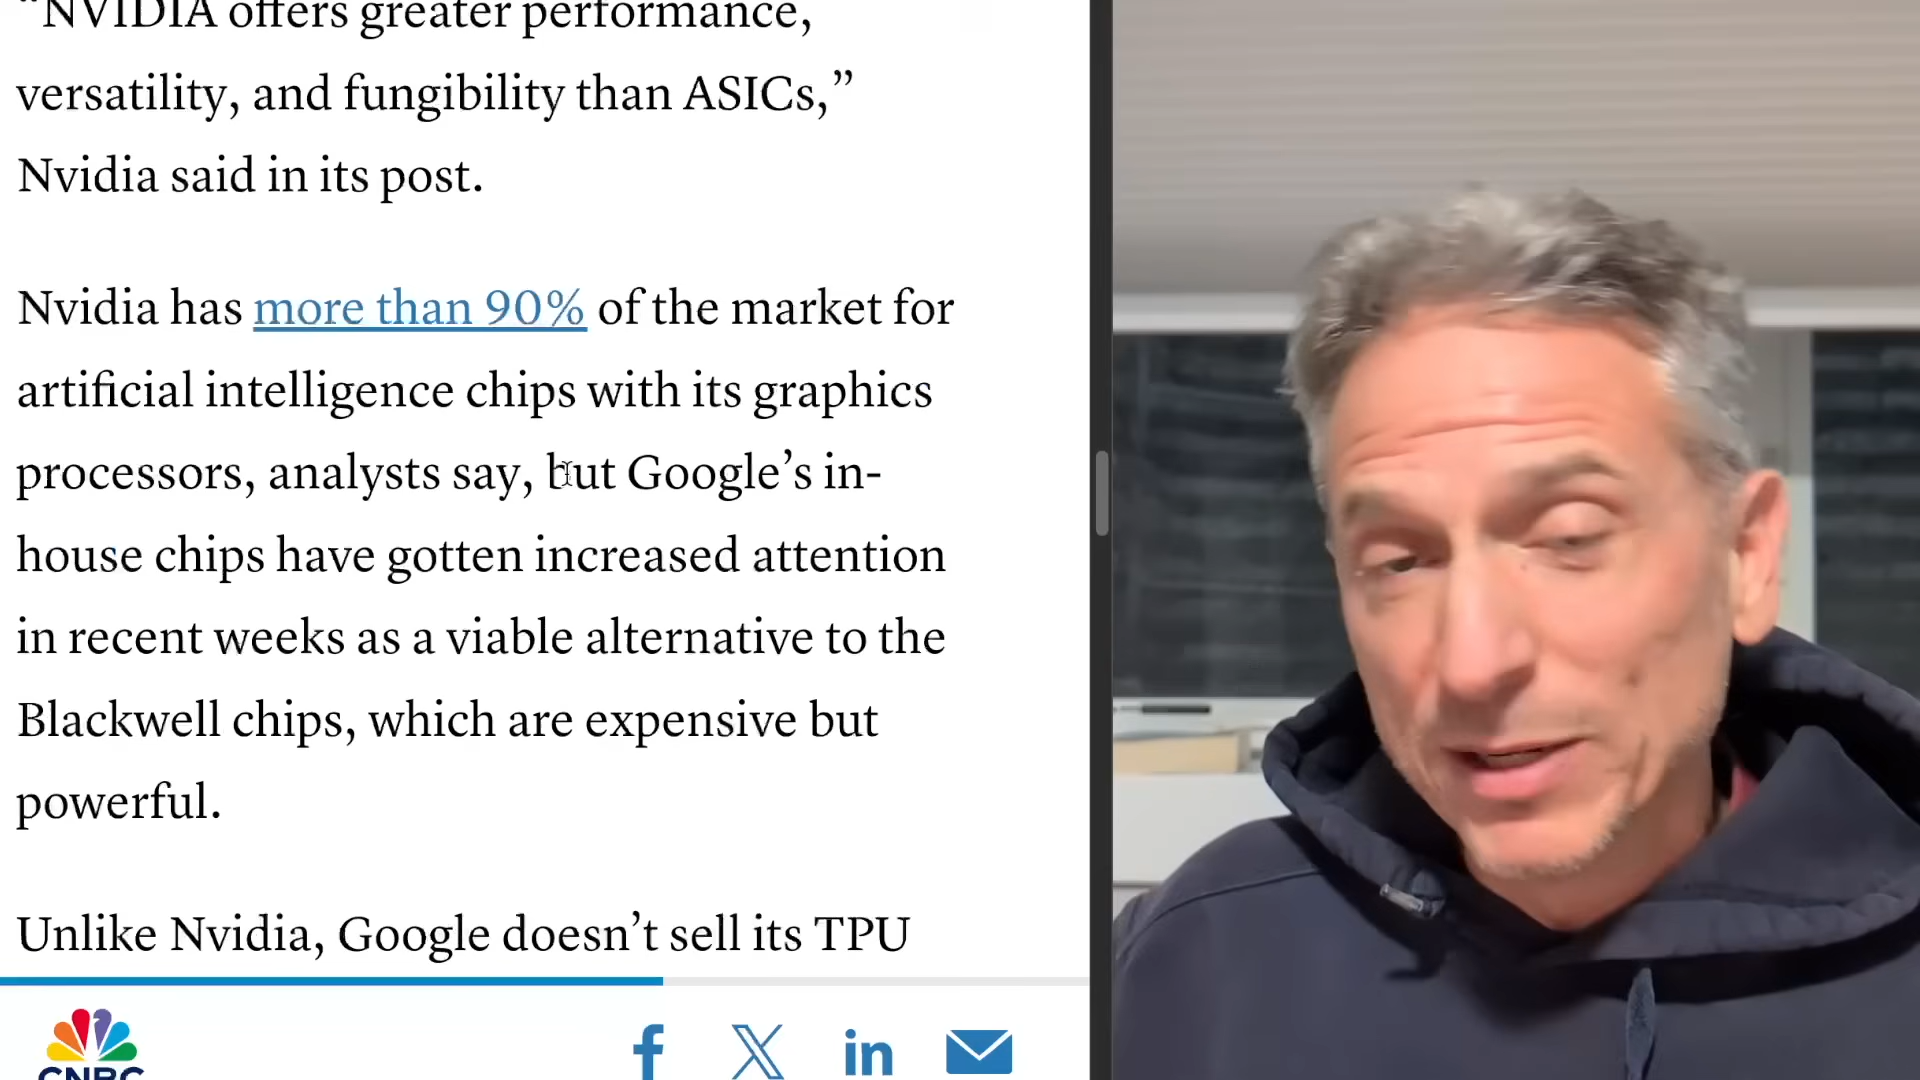 “NVIDIA offers greater performance,
versatility, and fungibility than ASICs,”
Nvidia said in its post.
Nvidia has more than 90% of the market for
artificial intelligence chips with its graphics
processors, analysts say, but Google’s in-
house chips have gotten increased attention
in recent weeks as a viable alternative to the
Blackwell chips, which are expensive but
powerful.
Unlike Nvidia, Google doesn’t sell its TPU
CNBC